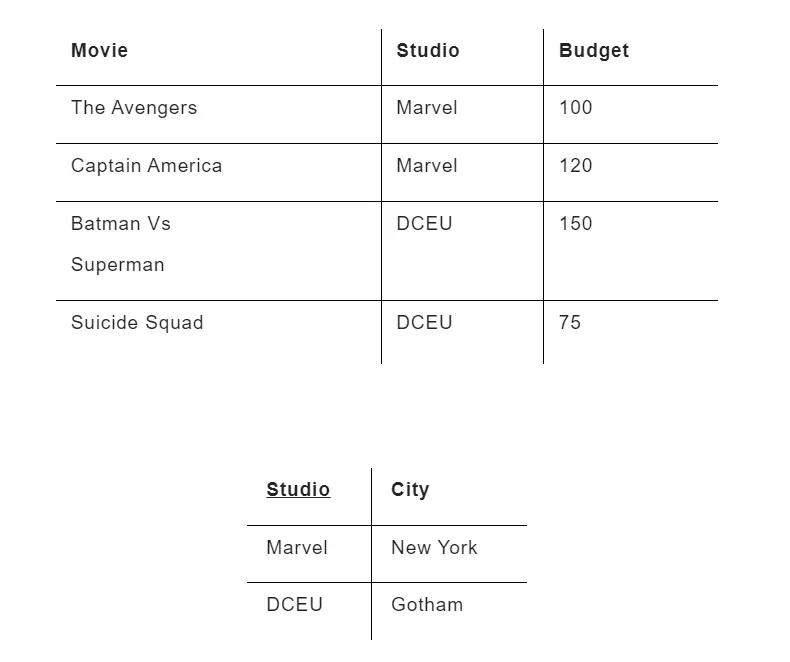 Movie Studio Budget
The Avengers Marvel 100
Captain America Marvel 120
Batman Vs DCEU 150
Superman
Suicide Squad DCEU 75
Studio City
Marvel New York
DCEU Gotham